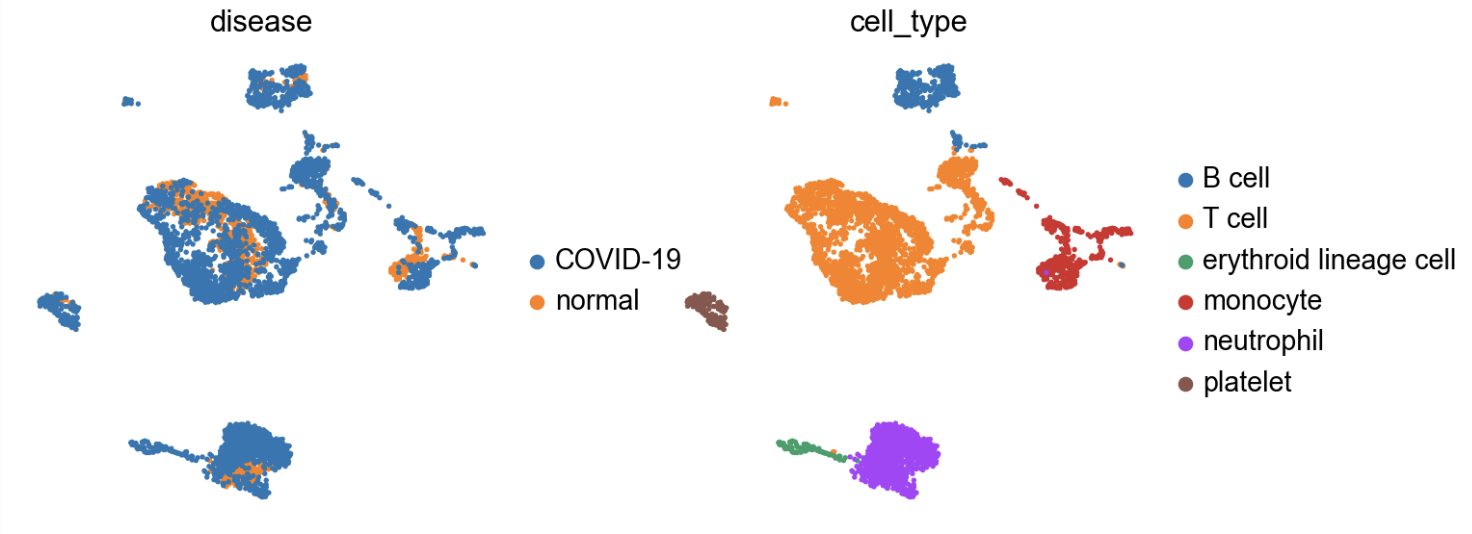 disease
COVID-19
normal
cell_type
B cell
T cell
erythroid lineage cell
monocyte
neutrophil
platelet